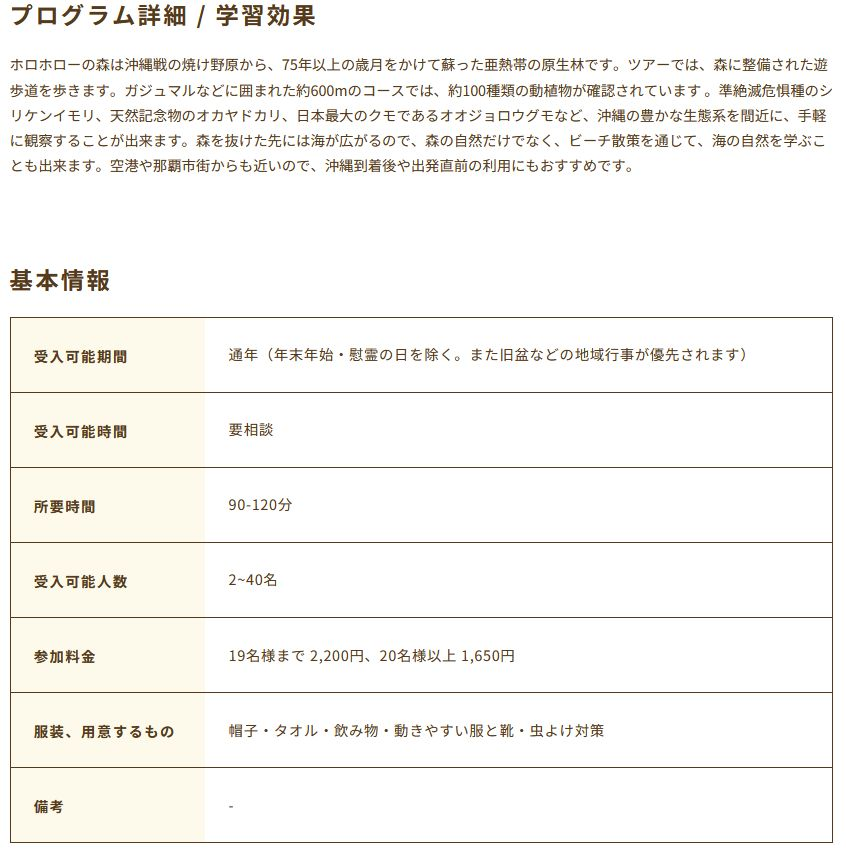 プログラム詳細 / 学習効果
ホロホローの森は沖縄戦の焼け野原から、75年以上の歳月をかけて蘇った亜熱帯の原生林です。ツアーでは、森に整備された遊
歩道を歩きます。ガジュマルなどに囲まれた約600mのコースでは、約100種類の動植物が確認されています 。準絶滅危惧種のシ
リケンイモリ、天然記念物のオカヤドカリ、日本最大のクモであるオオジョロウグモなど、沖縄の豊かな生態系を間近に、手軽
に観察することが出来ます。森を抜けた先には海が広がるので、森の自然だけでなく、ビーチ散策を通じて、海の自然を学ぶこ
とも出来ます。空港や那覇市街からも近いので、沖縄到着後や出発直前の利用にもおすすめです。
基本情報
受入可能期間 通年（年末年始・慰霊の日を除く。また旧盆などの地域行事が優先されます）
受入可能時間 要相談
所要時間 90-120分
受入可能人数 2~40名
参加料金 19名様まで 2,200円、20名様以上 1,650円
服装、用意するもの 帽子・タオル・飲み物・動きやすい服と靴・虫よけ対策
備考 -